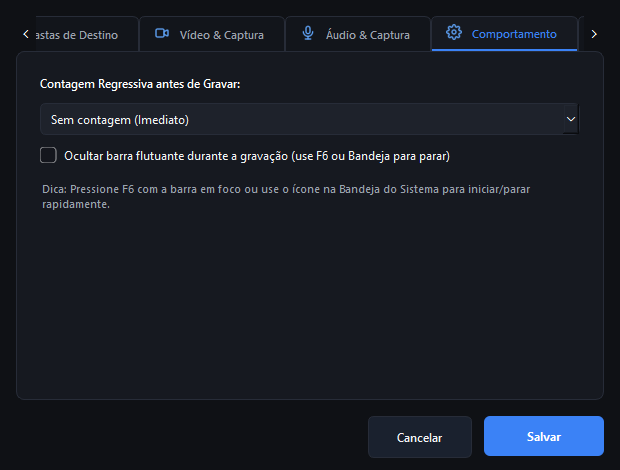 astas de Destino
Vídeo & Captura
Áudio & Captura
Comportamento
Contagem Regressiva antes de Gravar:
Sem contagem (Imediato)
Ocultar barra flutuante durante a gravação (use F6 ou Bandeja para parar)
Dica: Pressione F6 com a barra em foco ou use o ícone na Bandeja do Sistema para iniciar/parar
rapidamente.
Cancelar
Salvar